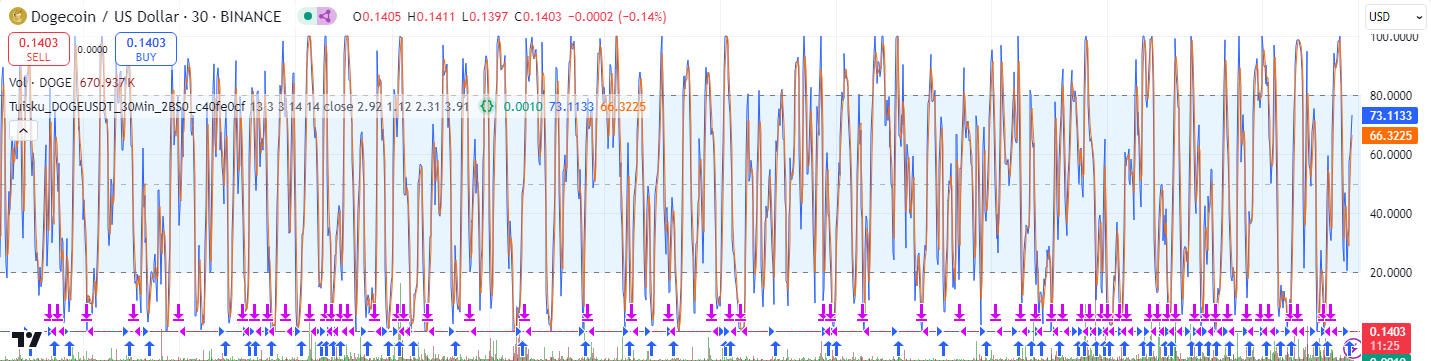 Dogecoin / US Dollar · 30 · BINANCE O0.1405 H0.1411 L0.1397 C0.1403 −0.0002 (−0.14%)
USD
0.1403 SELL 0.0000 0.1403 BUY
Vol · DOGE 670.937K
Tuisku_DOGEUSDT_30Min_2BS0_c40fe0cf 13 3 3 14 14 close 2.92 1.12 2.31 3.91 {} 0.0010 73.1133 66.3225
100.0000
80.0000
73.1133
66.3225
60.0000
40.0000
20.0000
0.1403
11:25